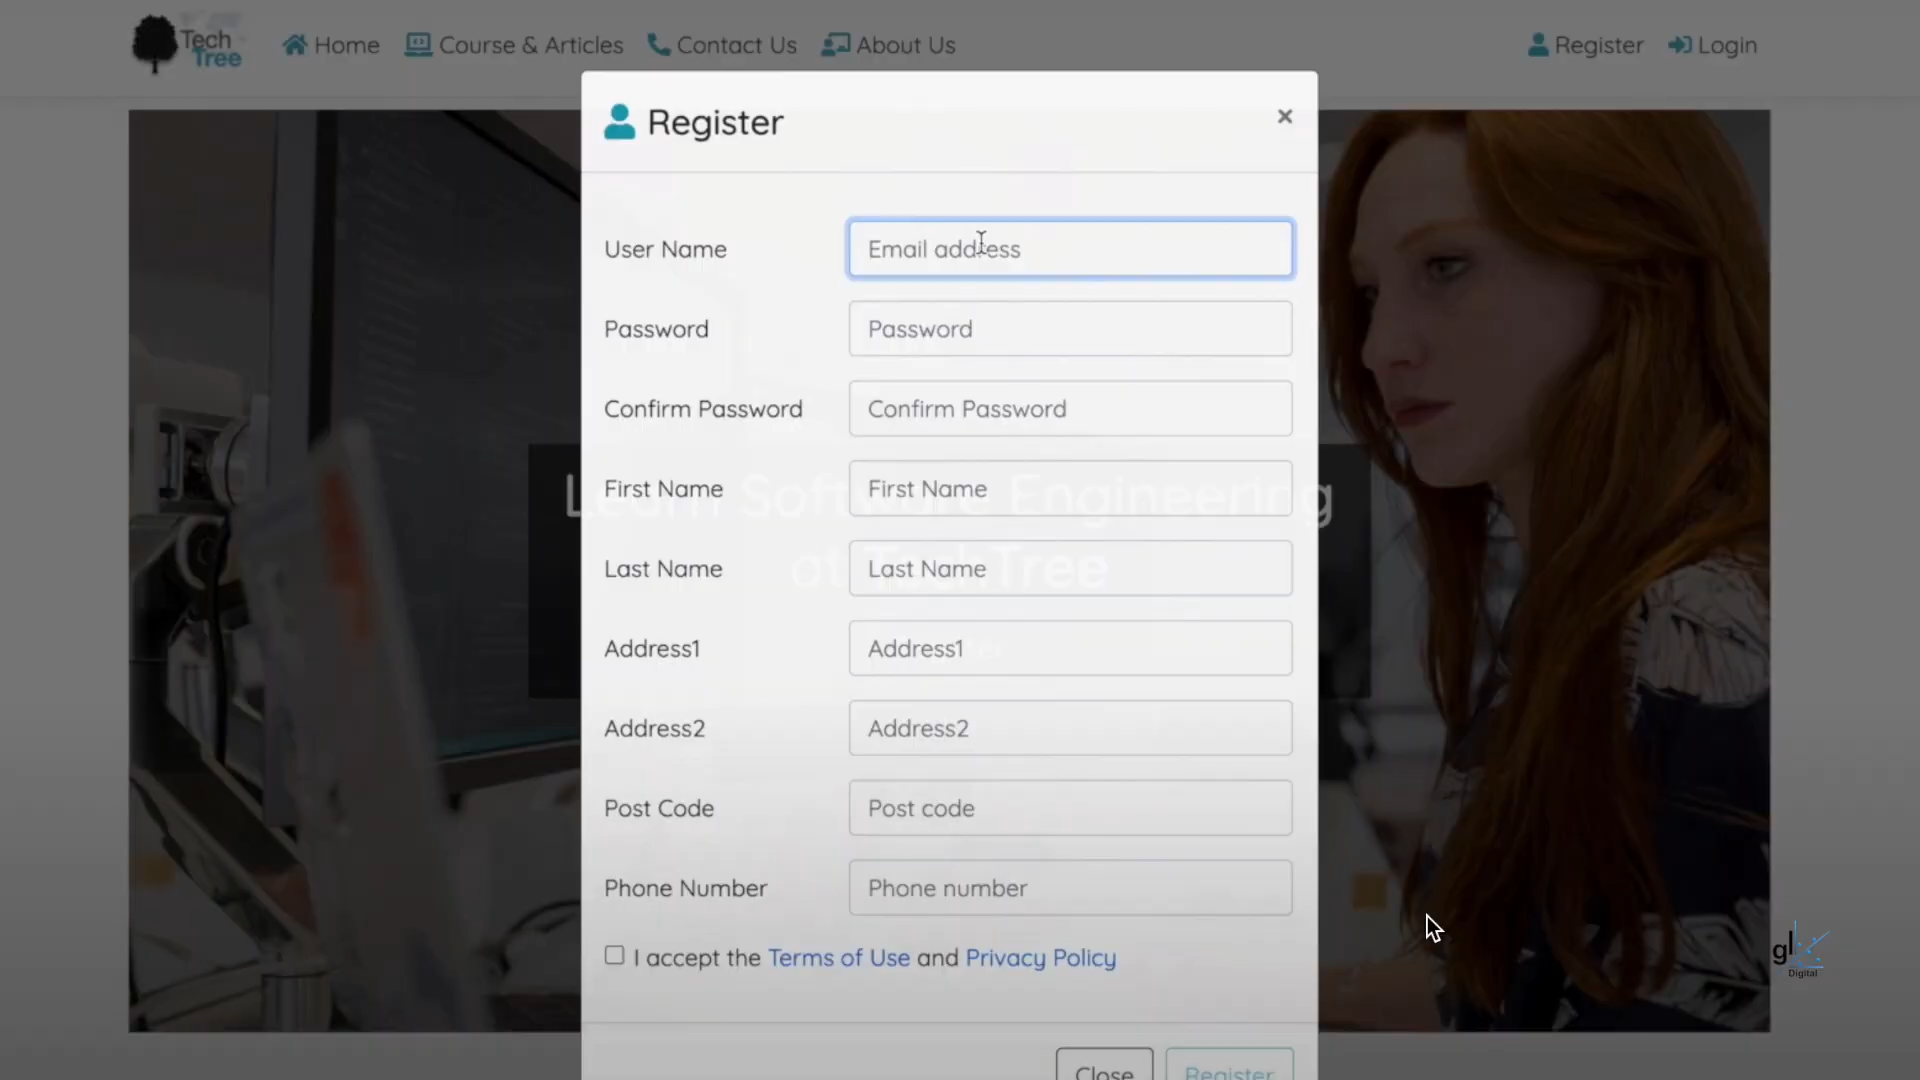 Tech
Tree
Home
Course & Articles
Contact Us
About Us
Register
Login
Register
×
User Name
Email address
Password
Password
Confirm Password
Confirm Password
First Name
First Name
Last Name
Last Name
Address1
Address1
Address2
Address2
Post Code
Post code
Phone Number
Phone number
I accept the Terms of Use and Privacy Policy
Close
Register
Learn Software Engineering
at TechTree
gl
Digital